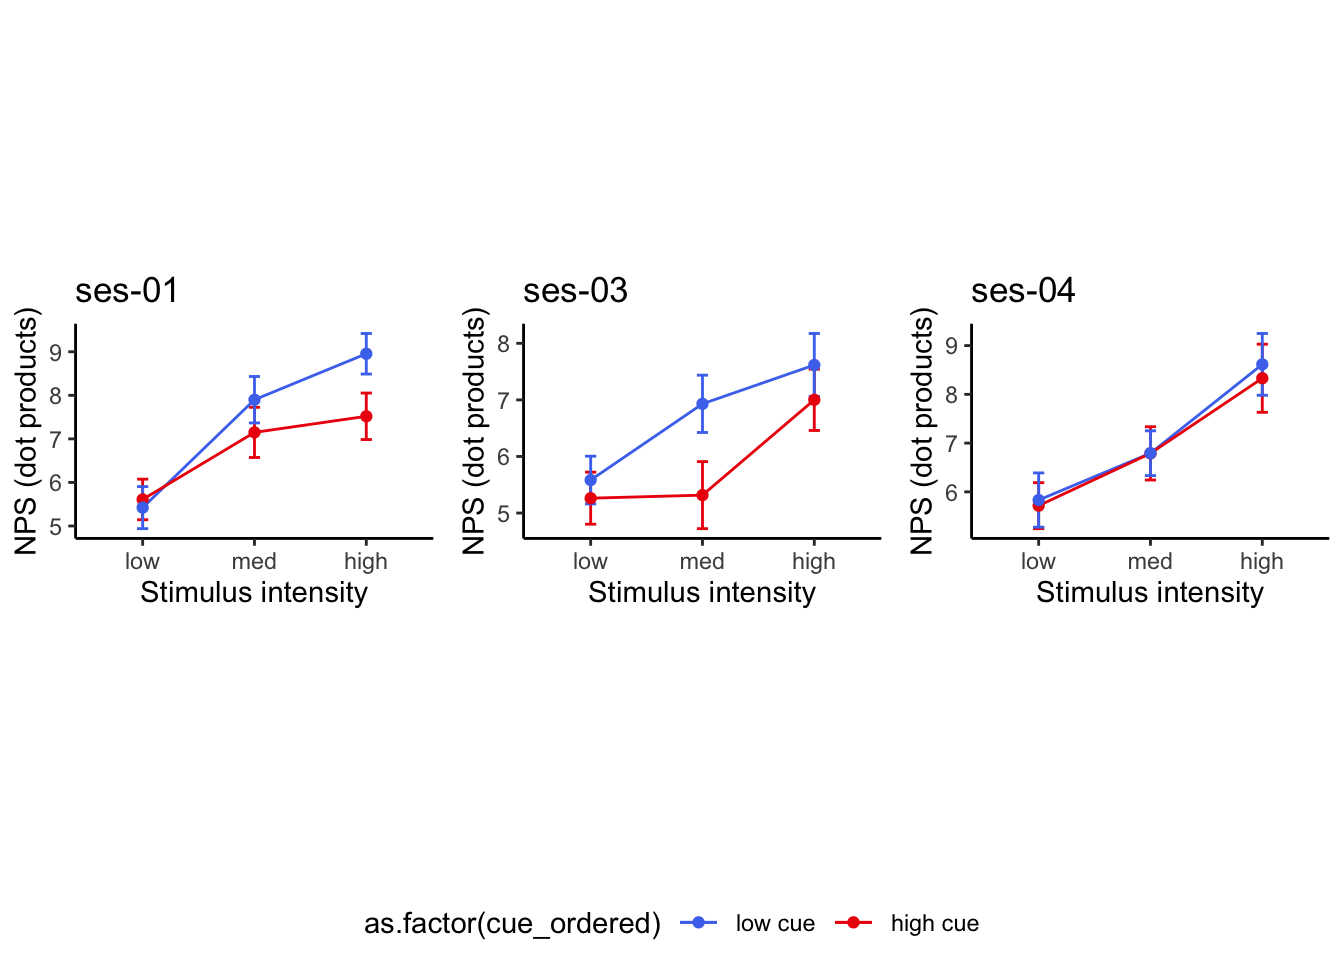 ses-01
NPS (dot products)
9
8
7
6
5
low med high
Stimulus intensity
ses-03
NPS (dot products)
8
7
6
5
low med high
Stimulus intensity
ses-04
NPS (dot products)
9
8
7
6
low med high
Stimulus intensity
as.factor(cue_ordered) low cue high cue